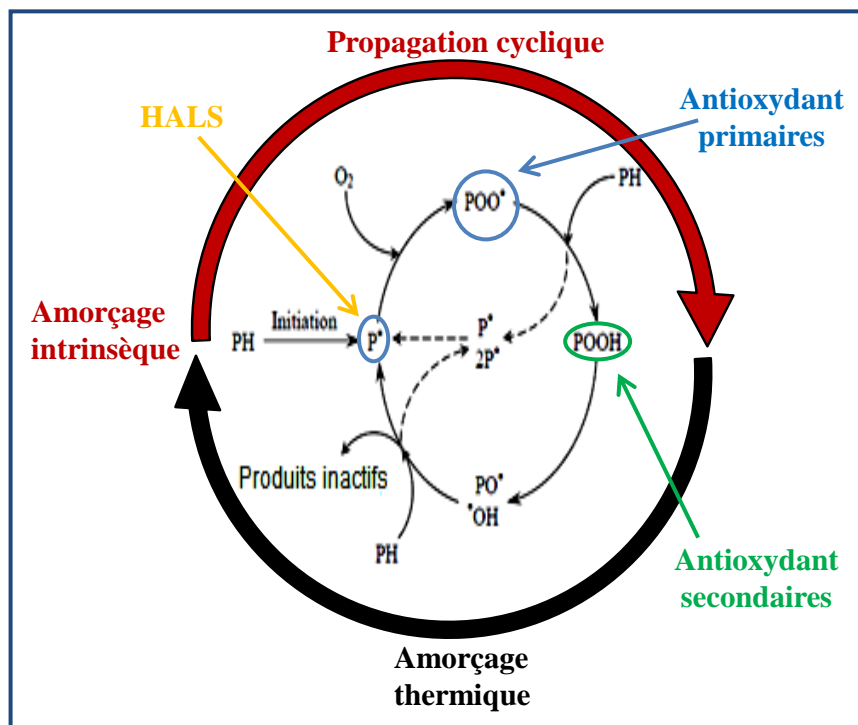 Propagation cyclique
HALS
Antioxydant
primaires
O₂
POO•
PH
Amorçage
intrinsèque
PH
Initiation
P•
P•
2P•
POOH
Produits inactifs
PO•
•OH
PH
Antioxydant
secondaires
Amorçage
thermique